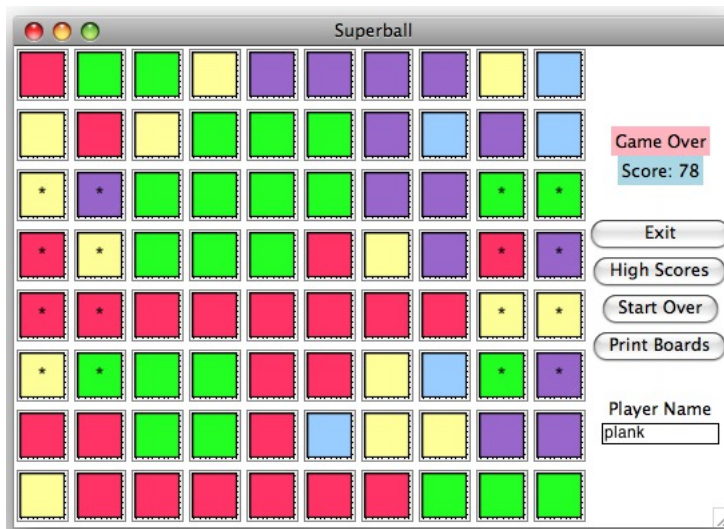 Superball
Game Over
Score: 78
* * * *
Exit
* * * *
High Scores
* * * *
Start Over
* * * *
Print Boards
Player Name
plank